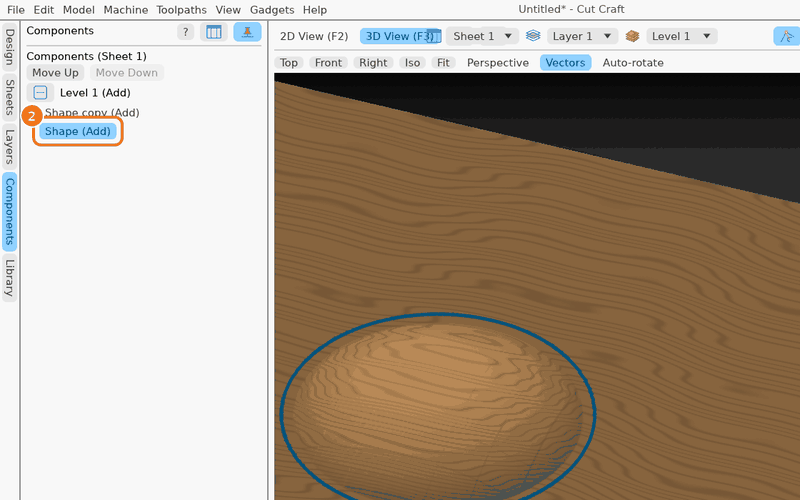 File Edit Model Machine Toolpaths View Gadgets Help Untitled* - Cut Craft
Components ?
2D View (F2) 3D View (F3) Sheet 1 Layer 1 Level 1
Top Front Right Iso Fit Perspective Vectors Auto-rotate
Design
Sheets
Layers
Components
Library
Components (Sheet 1)
Move Up Move Down
Level 1 (Add)
Shape copy (Add)
2 Shape (Add)